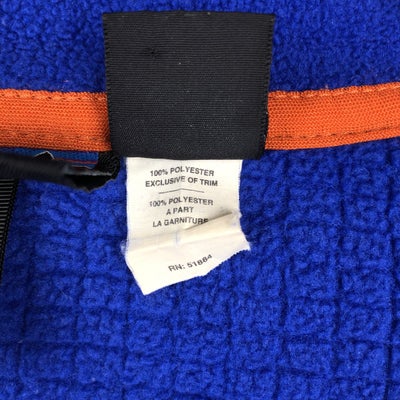 100% POLYESTER
EXCLUSIVE OF TRIM
100% POLYESTER
A PART
LA GARNITURE
RN: 51884